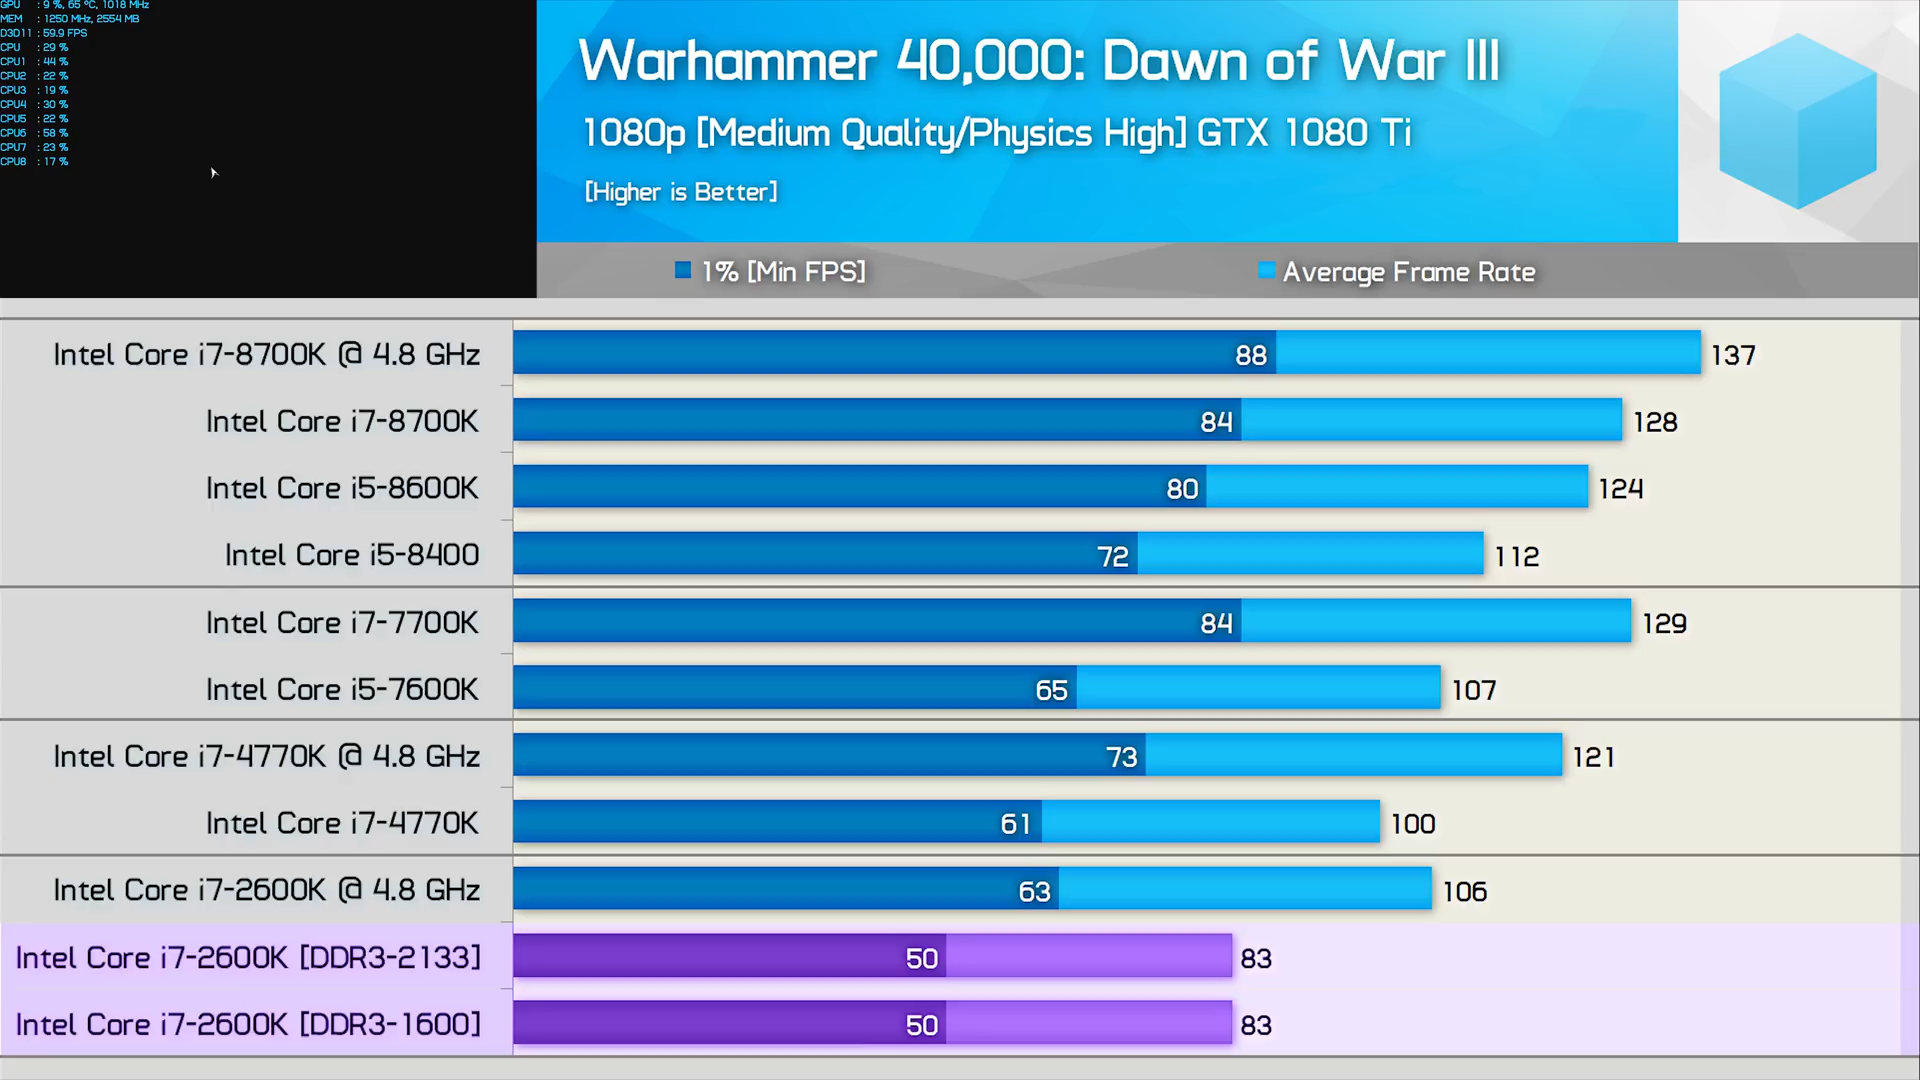 GPU : 9 %, 65 °C, 1018 MHz
MEM : 1250 MHz, 2554 MB
D3D11 : 59.9 FPS
CPU : 29 %
CPU1 : 44 %
CPU2 : 22 %
CPU3 : 19 %
CPU4 : 30 %
CPU5 : 22 %
CPU6 : 58 %
CPU7 : 23 %
CPU8 : 17 %
Warhammer 40,000: Dawn of War III
1080p [Medium Quality/Physics High] GTX 1080 Ti
[Higher is Better]
1% [Min FPS] Average Frame Rate
Intel Core i7-8700K @ 4.8 GHz 88 137
Intel Core i7-8700K 84 128
Intel Core i5-8600K 80 124
Intel Core i5-8400 72 112
Intel Core i7-7700K 84 129
Intel Core i5-7600K 65 107
Intel Core i7-4770K @ 4.8 GHz 73 121
Intel Core i7-4770K 61 100
Intel Core i7-2600K @ 4.8 GHz 63 106
Intel Core i7-2600K [DDR3-2133] 50 83
Intel Core i7-2600K [DDR3-1600] 50 83